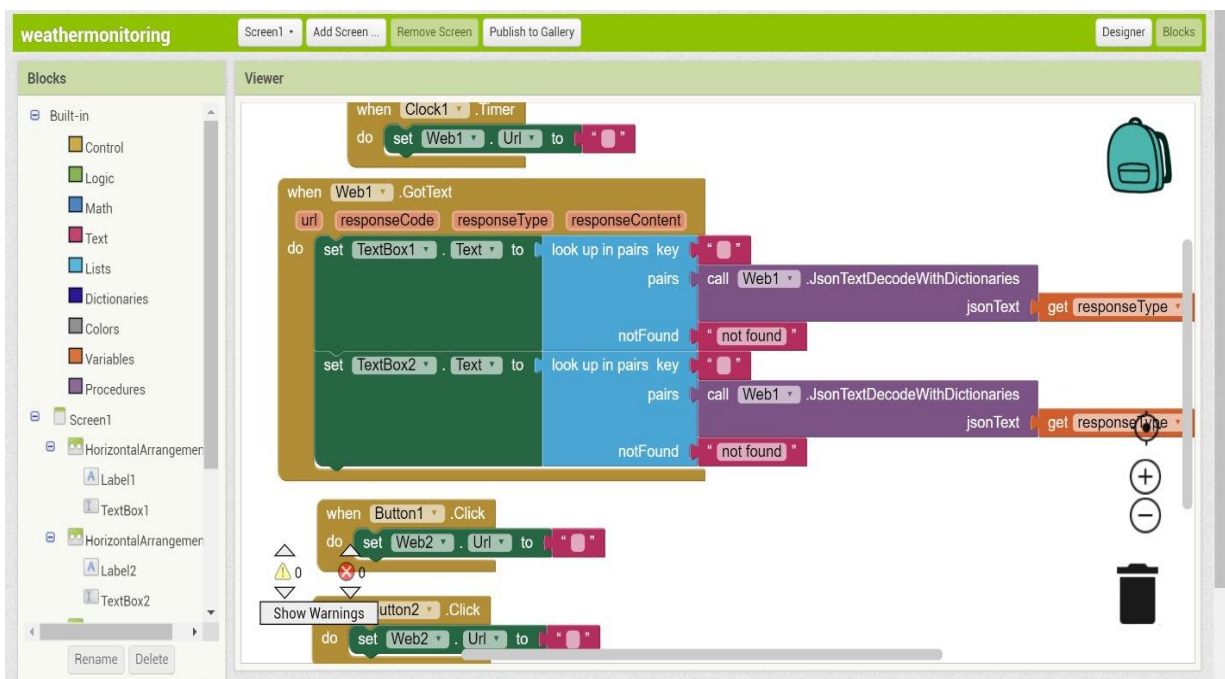 weathermonitoring Screen1 Add Screen ... Remove Screen Publish to Gallery Designer Blocks
Blocks
Built-in
Control
Logic
Math
Text
Lists
Dictionaries
Colors
Variables
Procedures
Screen1
HorizontalArrangemer
Label1
TextBox1
HorizontalArrangemer
Label2
TextBox2
Rename Delete
Viewer
when Clock1 .Timer
do set Web1 . Url to " "
when Web1 .GotText
url responseCode responseType responseContent
do set TextBox1 . Text to look up in pairs key " "
pairs call Web1 .JsonTextDecodeWithDictionaries
jsonText get responseType
notFound " not found "
set TextBox2 . Text to look up in pairs key " "
pairs call Web1 .JsonTextDecodeWithDictionaries
jsonText get responseType
notFound " not found "
when Button1 .Click
do set Web2 . Url to " "
0 0
Show Warnings
utton2 .Click
do set Web2 . Url to " "